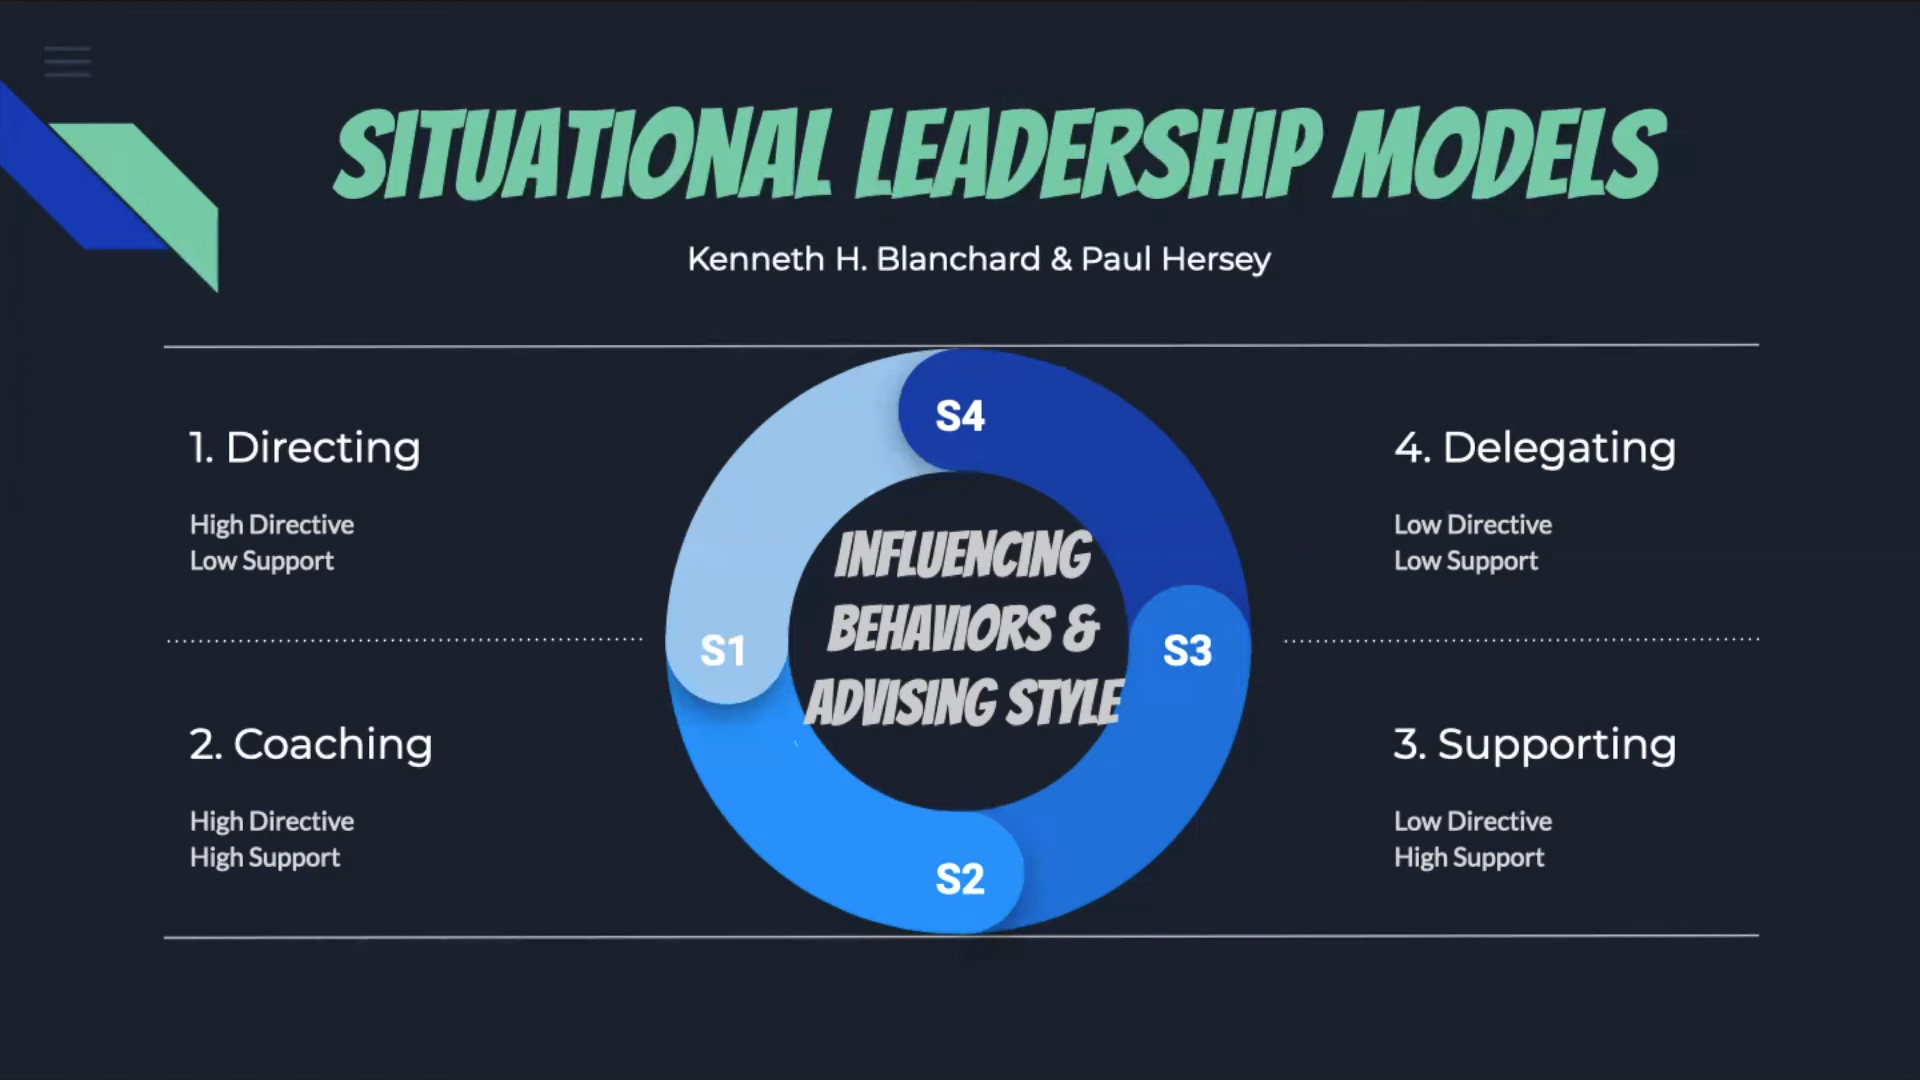 SITUATIONAL LEADERSHIP MODELS
Kenneth H. Blanchard & Paul Hersey
1. Directing
High Directive
Low Support
2. Coaching
High Directive
High Support
S4
S1
S3
S2
INFLUENCING
BEHAVIORS &
ADVISING STYLE
4. Delegating
Low Directive
Low Support
3. Supporting
Low Directive
High Support